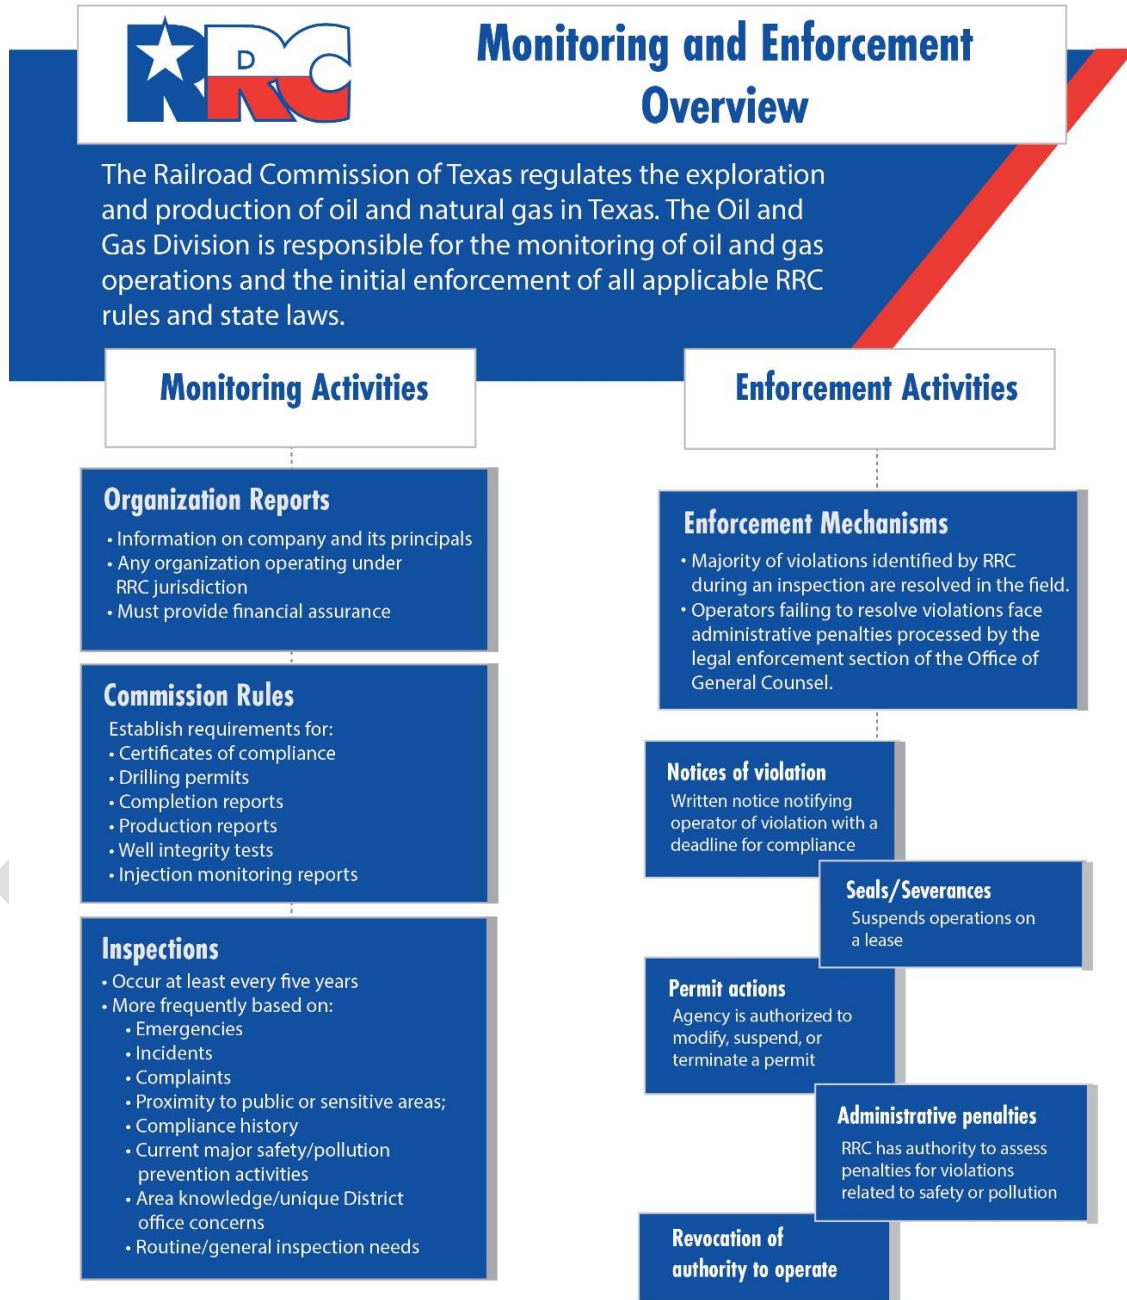 RRC
D
Monitoring and Enforcement
Overview
The Railroad Commission of Texas regulates the exploration
and production of oil and natural gas in Texas. The Oil and
Gas Division is responsible for the monitoring of oil and gas
operations and the initial enforcement of all applicable RRC
rules and state laws.
Monitoring Activities
Organization Reports
• Information on company and its principals
• Any organization operating under
RRC jurisdiction
• Must provide financial assurance
Commission Rules
Establish requirements for:
• Certificates of compliance
• Drilling permits
• Completion reports
• Production reports
• Well integrity tests
• Injection monitoring reports
Inspections
• Occur at least every five years
• More frequently based on:
• Emergencies
• Incidents
• Complaints
• Proximity to public or sensitive areas;
• Compliance history
• Current major safety/pollution
prevention activities
• Area knowledge/unique District
office concerns
• Routine/general inspection needs
Enforcement Activities
Enforcement Mechanisms
• Majority of violations identified by RRC
during an inspection are resolved in the field.
• Operators failing to resolve violations face
administrative penalties processed by the
legal enforcement section of the Office of
General Counsel.
Notices of violation
Written notice notifying
operator of violation with a
deadline for compliance
Seals/Severances
Suspends operations on
a lease
Permit actions
Agency is authorized to
modify, suspend, or
terminate a permit
Administrative penalties
RRC has authority to assess
penalties for violations
related to safety or pollution
Revocation of
authority to operate